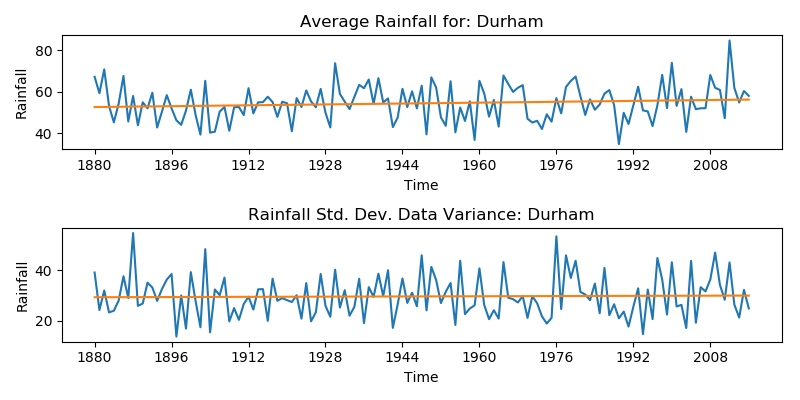 Average Rainfall for: Durham
80
60
40
Rainfall
1880 1896 1912 1928 1944 1960 1976 1992 2008
Time
Rainfall Std. Dev. Data Variance: Durham
40
20
Rainfall
1880 1896 1912 1928 1944 1960 1976 1992 2008
Time